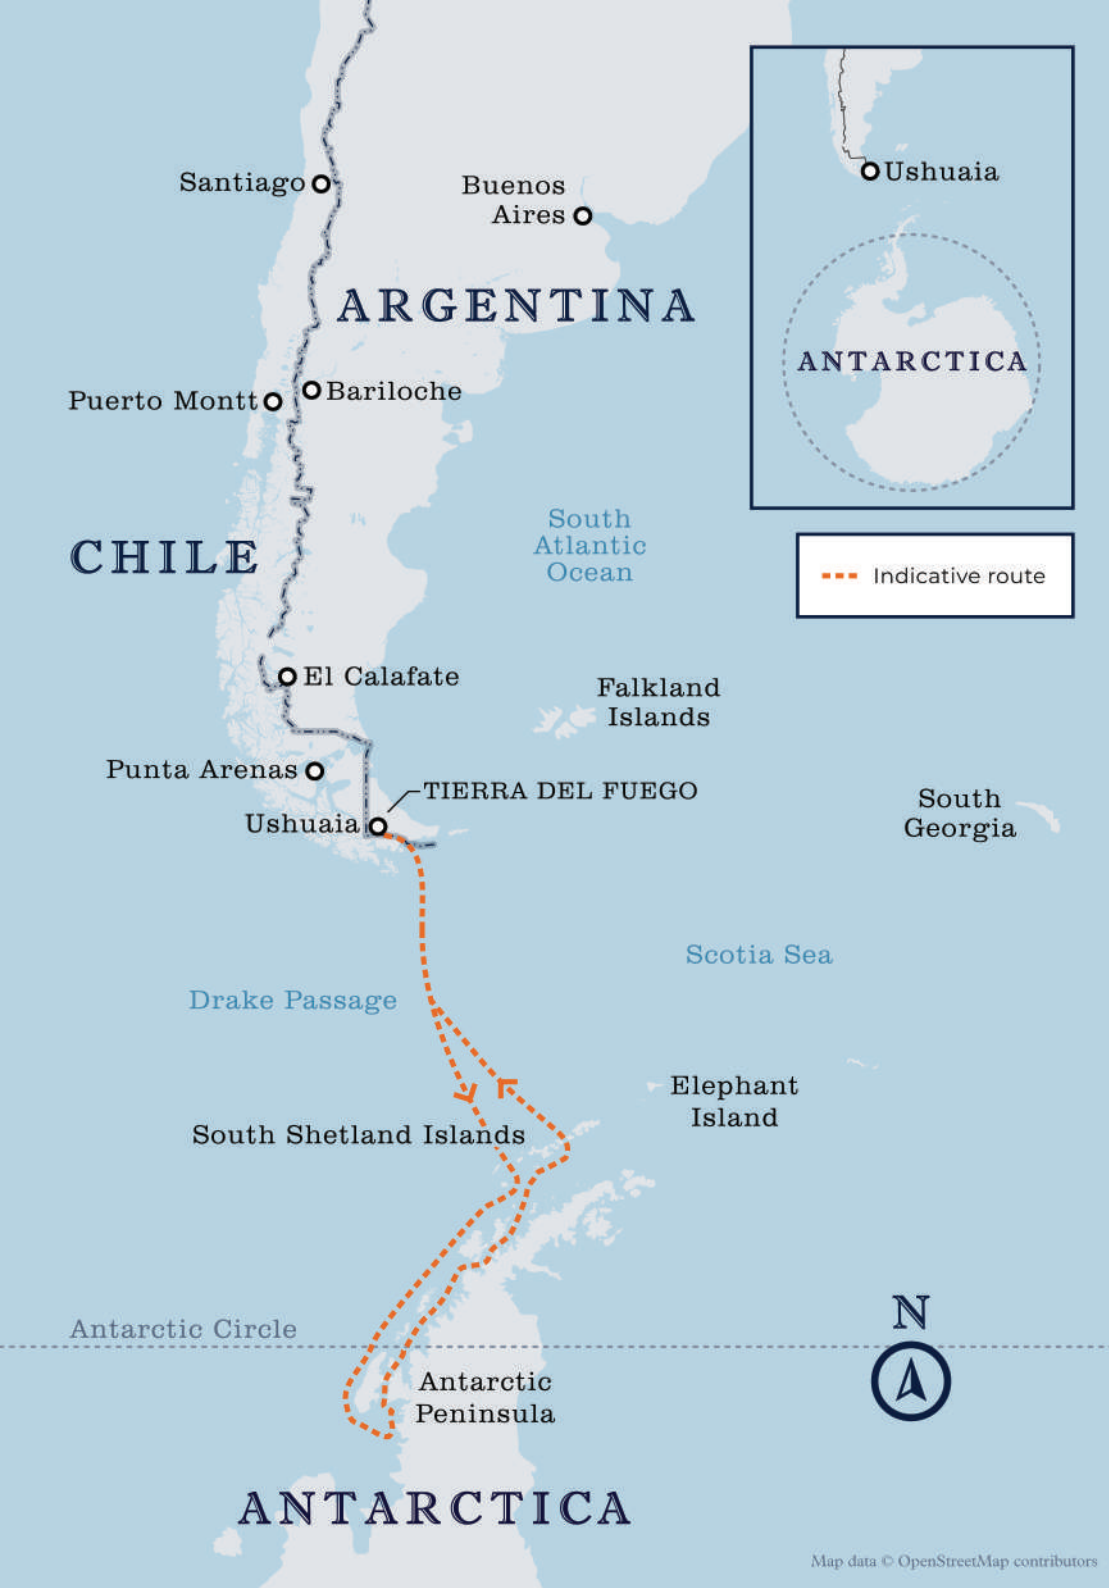 Santiago
Buenos
Aires
ARGENTINA
Puerto Montt
Bariloche
Ushuaia
ANTARCTICA
South
Atlantic
Ocean
CHILE
Indicative route
El Calafate
Falkland
Islands
Punta Arenas
TIERRA DEL FUEGO
Ushuaia
South
Georgia
Scotia Sea
Drake Passage
Elephant
Island
South Shetland Islands
Antarctic Circle
N
Antarctic
Peninsula
ANTARCTICA
Map data © OpenStreetMap contributors